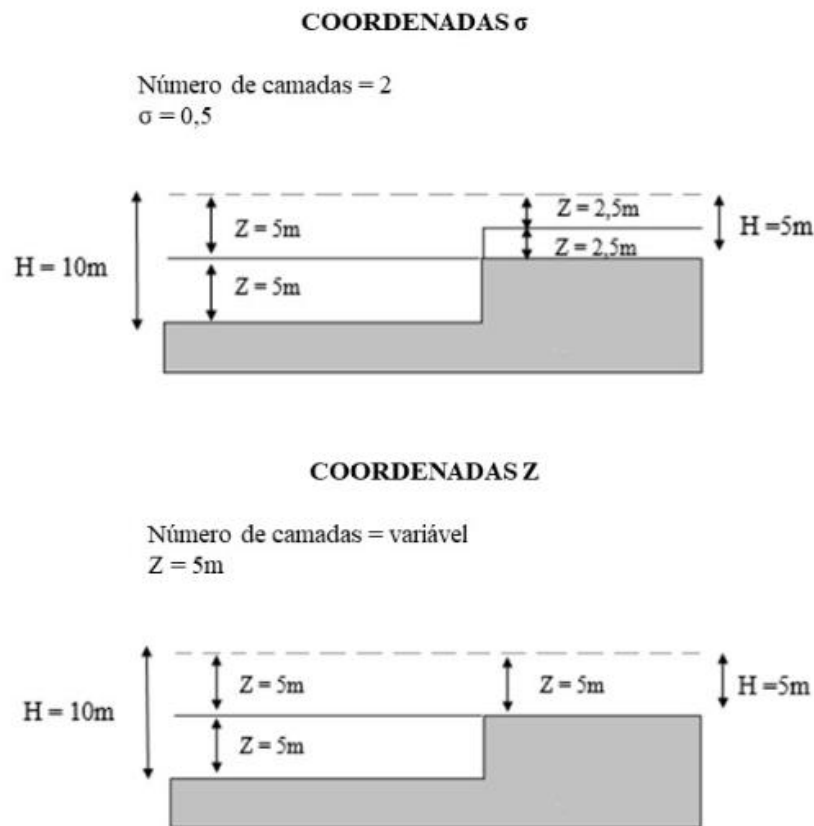 COORDENADAS σ
Número de camadas = 2
σ = 0,5
Z = 2,5m
Z = 5m
H =5m
Z = 2,5m
H = 10m
Z = 5m
COORDENADAS Z
Número de camadas = variável
Z = 5m
Z = 5m
Z = 5m
H =5m
H = 10m
Z = 5m